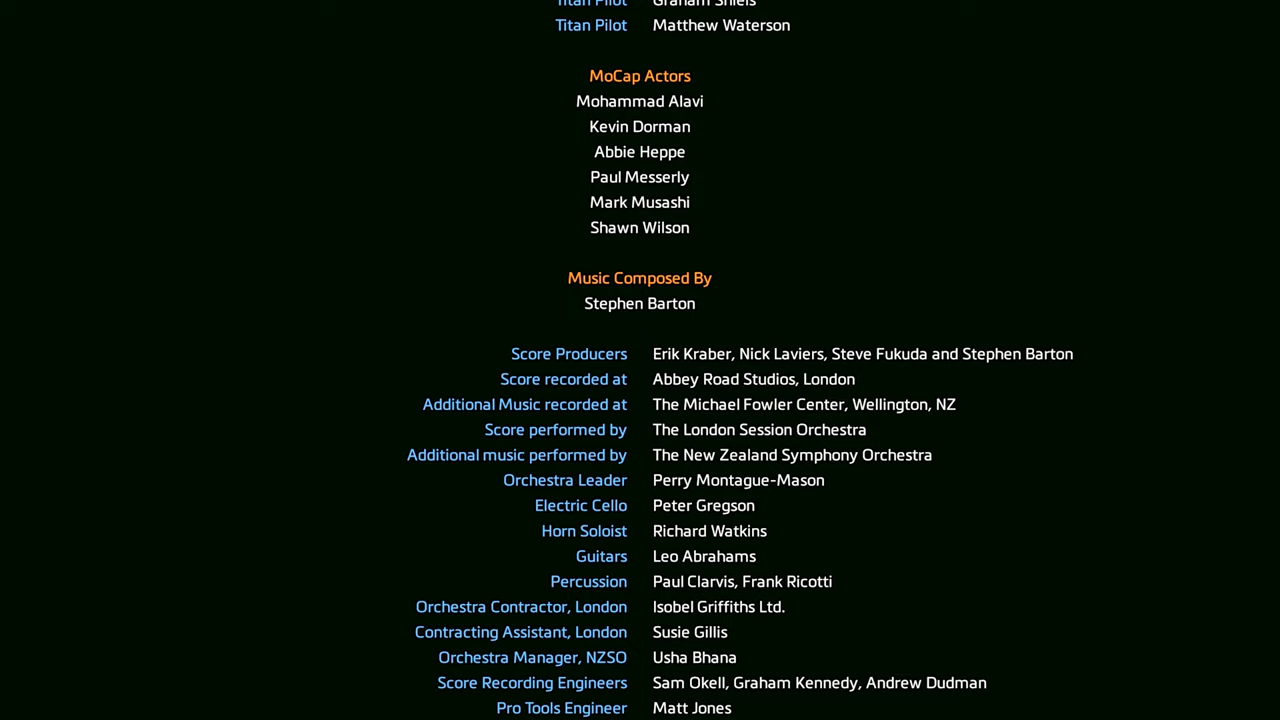 Titan Pilot Graham Shiels
Titan Pilot Matthew Waterson
MoCap Actors
Mohammad Alavi
Kevin Dorman
Abbie Heppe
Paul Messerly
Mark Musashi
Shawn Wilson
Music Composed By
Stephen Barton
Score Producers Erik Kraber, Nick Laviers, Steve Fukuda and Stephen Barton
Score recorded at Abbey Road Studios, London
Additional Music recorded at The Michael Fowler Center, Wellington, NZ
Score performed by The London Session Orchestra
Additional music performed by The New Zealand Symphony Orchestra
Orchestra Leader Perry Montague-Mason
Electric Cello Peter Gregson
Horn Soloist Richard Watkins
Guitars Leo Abrahams
Percussion Paul Clarvis, Frank Ricotti
Orchestra Contractor, London Isobel Griffiths Ltd.
Contracting Assistant, London Susie Gillis
Orchestra Manager, NZSO Usha Bhana
Score Recording Engineers Sam Okell, Graham Kennedy, Andrew Dudman
Pro Tools Engineer Matt Jones